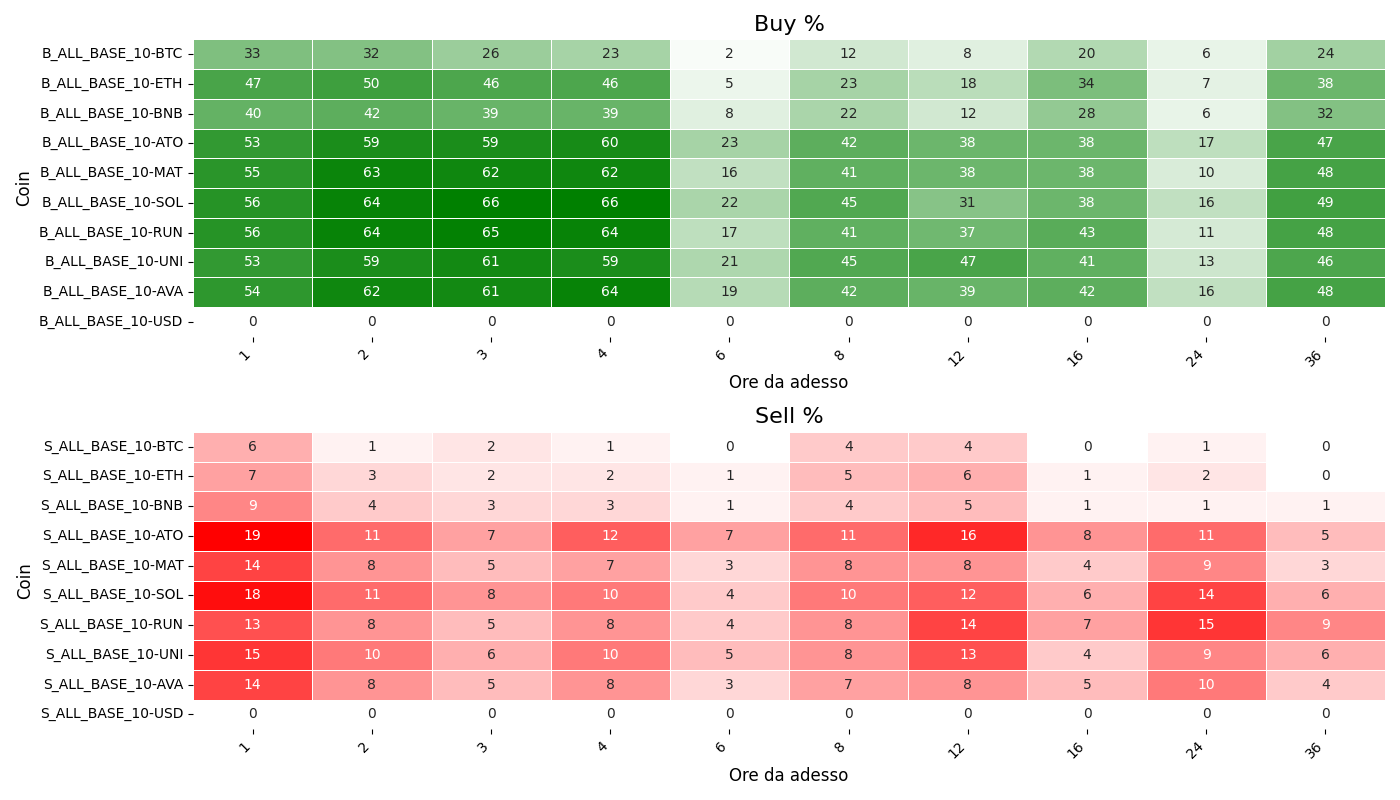 Buy %
Coin
B_ALL_BASE_10-BTC 33 32 26 23 2 12 8 20 6 24
B_ALL_BASE_10-ETH 47 50 46 46 5 23 18 34 7 38
B_ALL_BASE_10-BNB 40 42 39 39 8 22 12 28 6 32
B_ALL_BASE_10-ATO 53 59 59 60 23 42 38 38 17 47
B_ALL_BASE_10-MAT 55 63 62 62 16 41 38 38 10 48
B_ALL_BASE_10-SOL 56 64 66 66 22 45 31 38 16 49
B_ALL_BASE_10-RUN 56 64 65 64 17 41 37 43 11 48
B_ALL_BASE_10-UNI 53 59 61 59 21 45 47 41 13 46
B_ALL_BASE_10-AVA 54 62 61 64 19 42 39 42 16 48
B_ALL_BASE_10-USD 0 0 0 0 0 0 0 0 0 0
1 2 3 4 6 8 12 16 24 36
Ore da adesso
Sell %
Coin
S_ALL_BASE_10-BTC 6 1 2 1 0 4 4 0 1 0
S_ALL_BASE_10-ETH 7 3 2 2 1 5 6 1 2 0
S_ALL_BASE_10-BNB 9 4 3 3 1 4 5 1 1 1
S_ALL_BASE_10-ATO 19 11 7 12 7 11 16 8 11 5
S_ALL_BASE_10-MAT 14 8 5 7 3 8 8 4 9 3
S_ALL_BASE_10-SOL 18 11 8 10 4 10 12 6 14 6
S_ALL_BASE_10-RUN 13 8 5 8 4 8 14 7 15 9
S_ALL_BASE_10-UNI 15 10 6 10 5 8 13 4 9 6
S_ALL_BASE_10-AVA 14 8 5 8 3 7 8 5 10 4
S_ALL_BASE_10-USD 0 0 0 0 0 0 0 0 0 0
1 2 3 4 6 8 12 16 24 36
Ore da adesso